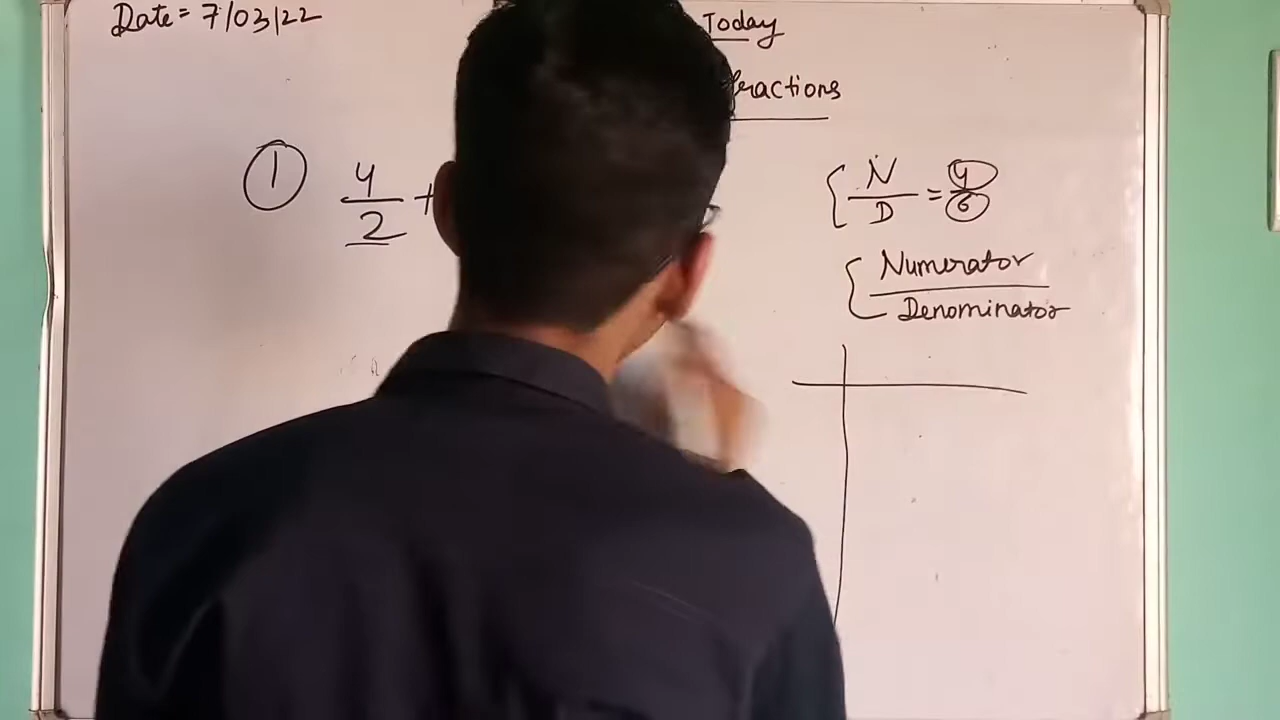 Date = 7/03/22
Today
fractions
① 4/2 +
{ N/D = 4/6
{ Numerator
Denominator